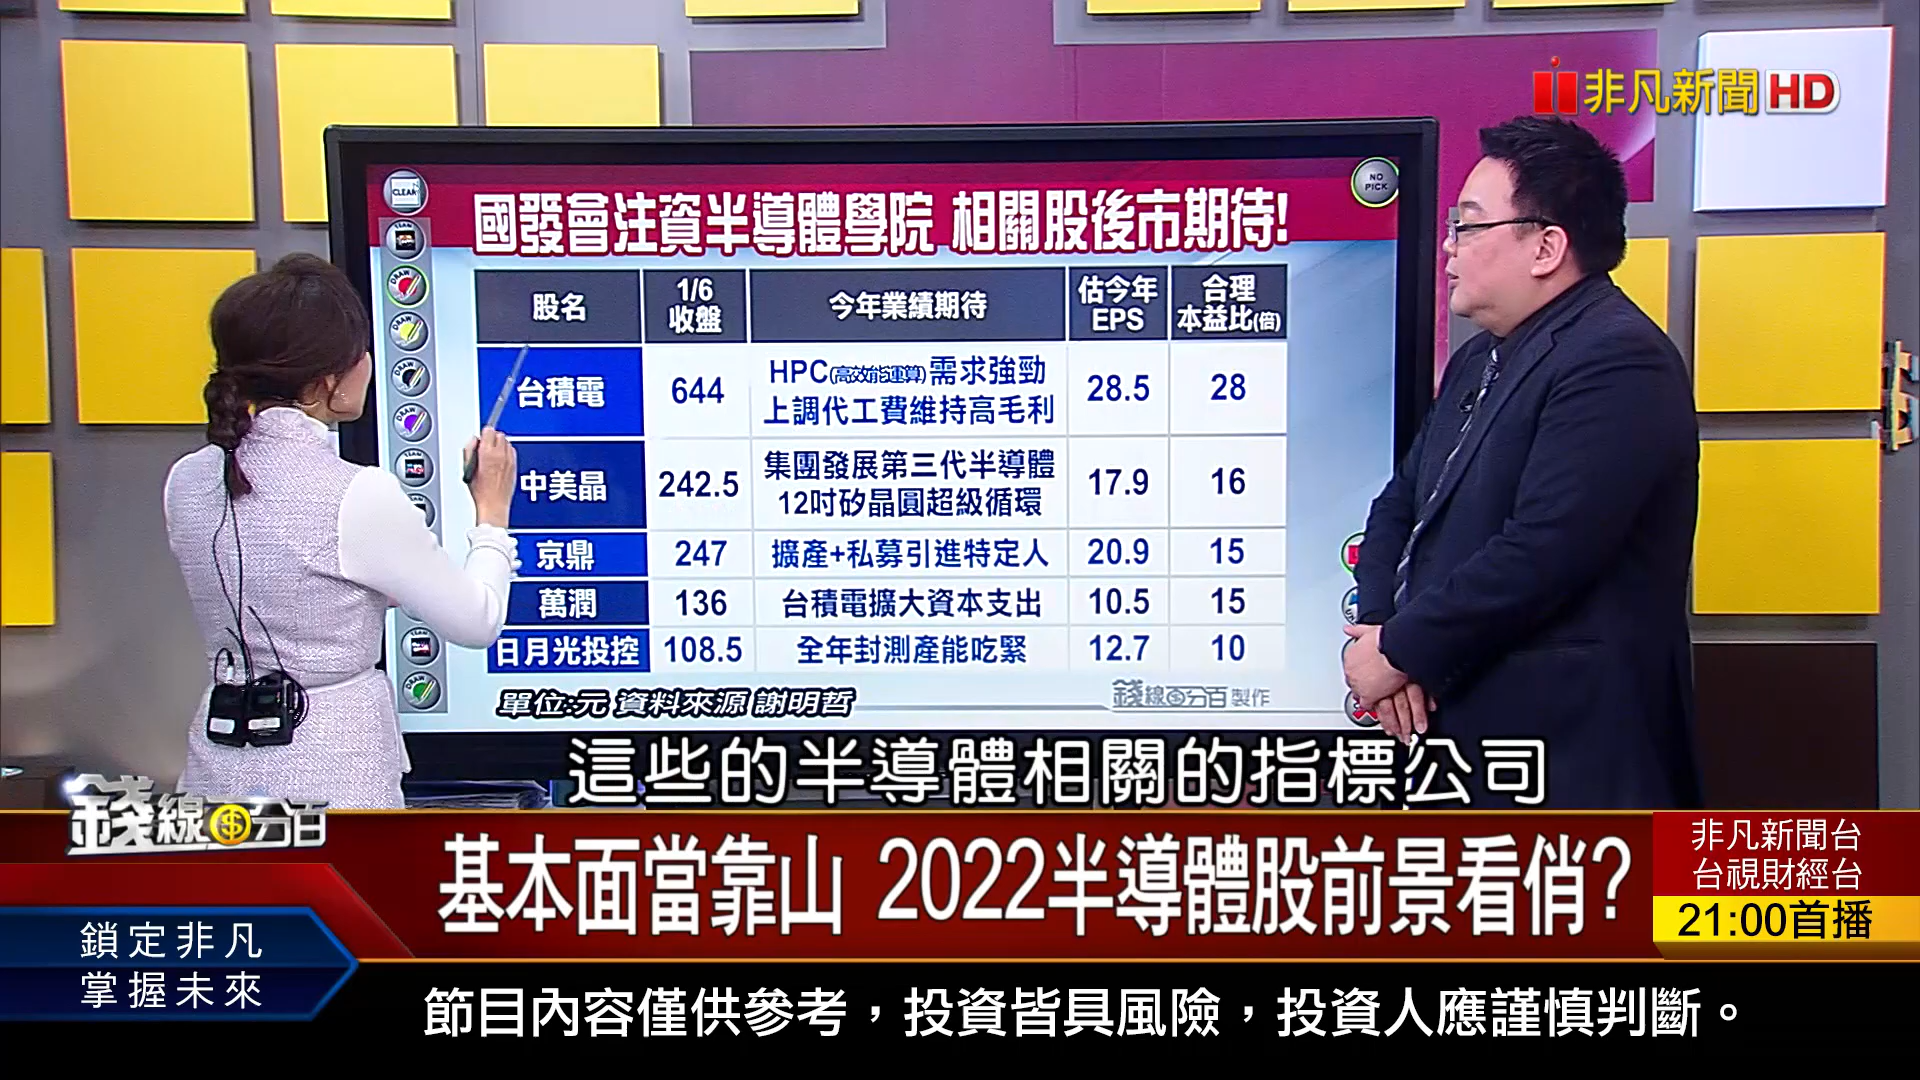 非凡新聞HD
CLEAR
NO PICK
國發會注資半導體學院 相關股後市期待!
股名 1/6收盤 今年業績期待 估今年EPS 合理本益比(倍)
台積電 644 HPC(高效能運算)需求強勁 28.5 28
上調代工費維持高毛利
中美晶 242.5 集團發展第三代半導體 17.9 16
12吋矽晶圓超級循環
京鼎 247 擴產+私募引進特定人 20.9 15
萬潤 136 台積電擴大資本支出 10.5 15
日月光投控 108.5 全年封測產能吃緊 12.7 10
單位:元 資料來源 謝明哲
錢線百分百 製作
這些的半導體相關的指標公司
錢線百分百
基本面當靠山 2022半導體股前景看俏?
非凡新聞台
台視財經台
21:00首播
鎖定非凡
掌握未來
節目內容僅供參考，投資皆具風險，投資人應謹慎判斷。